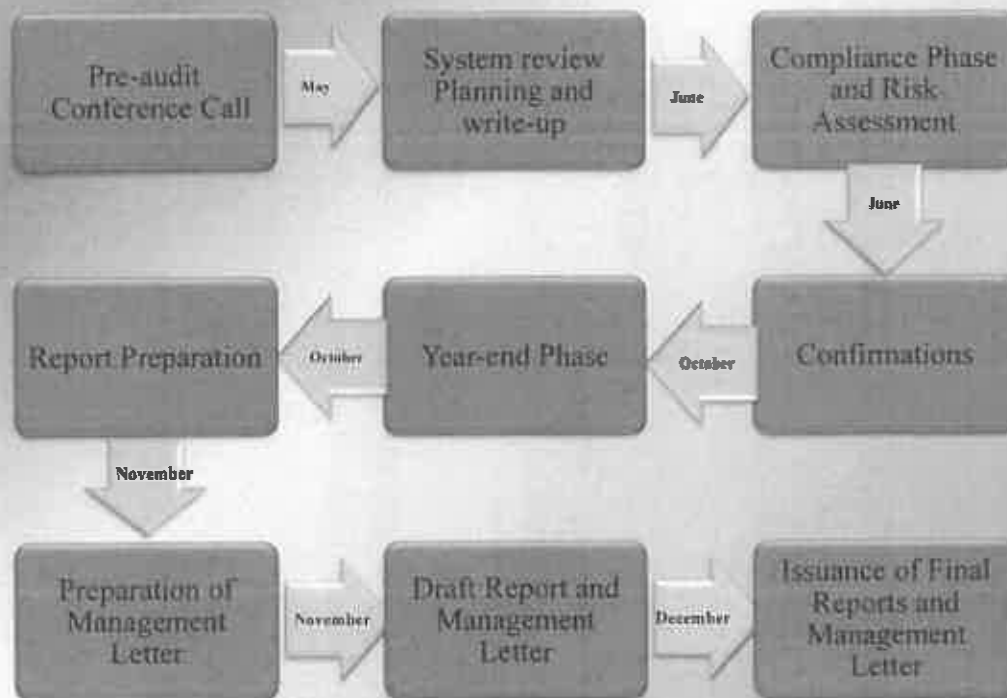 Pre-audit
Conference Call
May
System review
Planning and
write-up
June
Compliance Phase
and Risk
Assessment
June
Confirmations
October
Year-end Phase
October
Report Preparation
November
Preparation of
Management
Letter
November
Draft Report and
Management
Letter
December
Issuance of Final
Reports and
Management
Letter